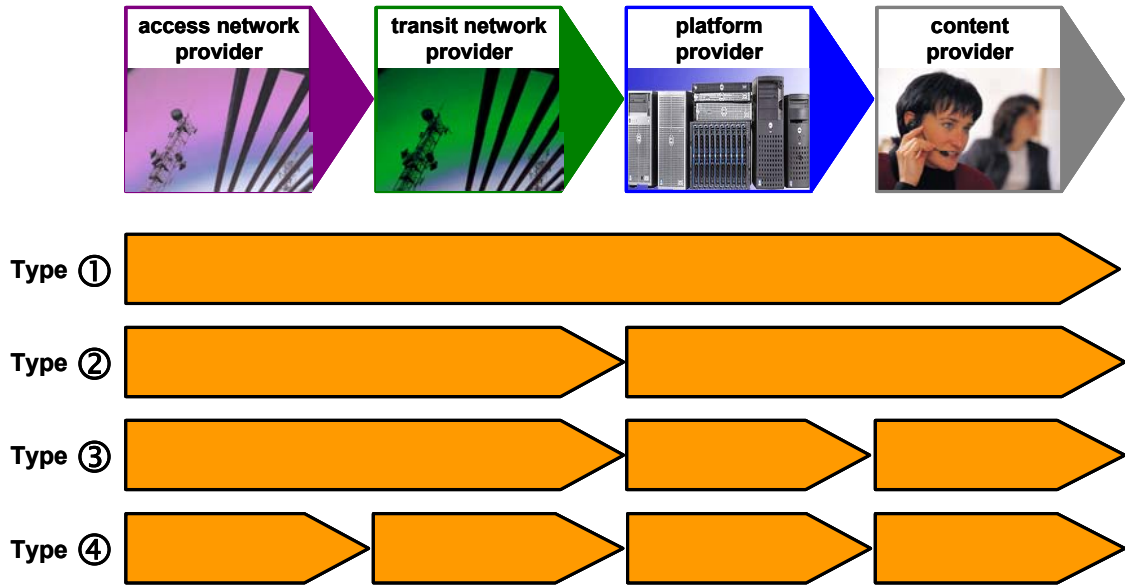 access network
provider
transit network
provider
platform
provider
content
provider
Type ①
Type ②
Type ③
Type ④